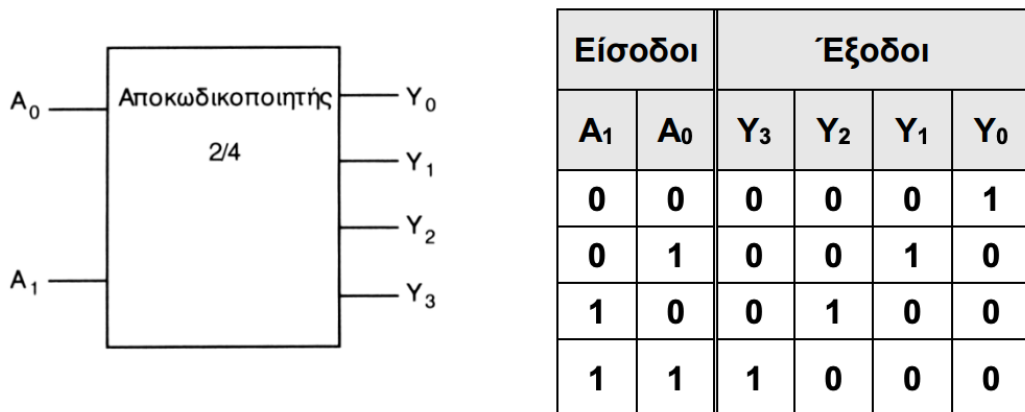 Αποκωδικοποιητής
2/4
A0
A1
Y0
Y1
Y2
Y3
Είσοδοι Έξοδοι
A1 A0 Y3 Y2 Y1 Y0
0 0 0 0 0 1
0 1 0 0 1 0
1 0 0 1 0 0
1 1 1 0 0 0